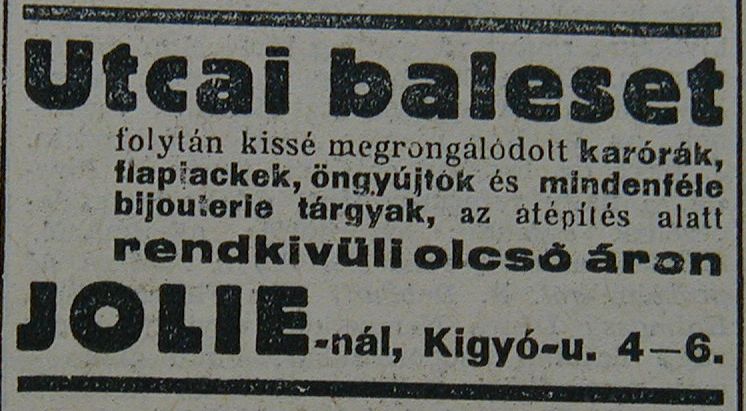 Utcai baleset
folytán kissé megrongálódott karórák,
flapjackek, öngyújtók és mindenféle
bijouterie tárgyak, az átépítés alatt
rendkivüli olcsó áron
JOLIE-nál, Kigyó-u. 4—6.